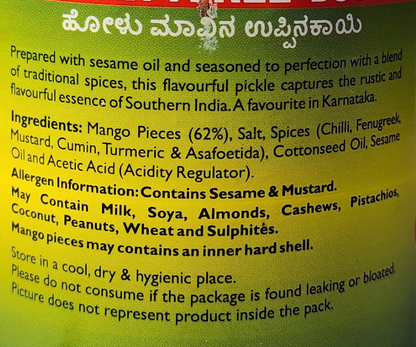 ಹೋಳು ಮಾವಿನ ಉಪ್ಪಿನಕಾಯಿ
Prepared with sesame oil and seasoned to perfection with a blend
of traditional spices, this flavourful pickle captures the rustic and
flavourful essence of Southern India. A favourite in Karnataka.
Ingredients: Mango Pieces (62%), Salt, Spices (Chilli, Fenugreek,
Mustard, Cumin, Turmeric & Asafoetida), Cottonseed Oil, Sesame
Oil and Acetic Acid (Acidity Regulator).
Allergen Information: Contains Sesame & Mustard.
May Contain Milk, Soya, Almonds, Cashews, Pistachios,
Coconut, Peanuts, Wheat and Sulphites.
Mango pieces may contains an inner hard shell.
Store in a cool, dry & hygienic place.
Please do not consume if the package is found leaking or bloated.
Picture does not represent product inside the pack.